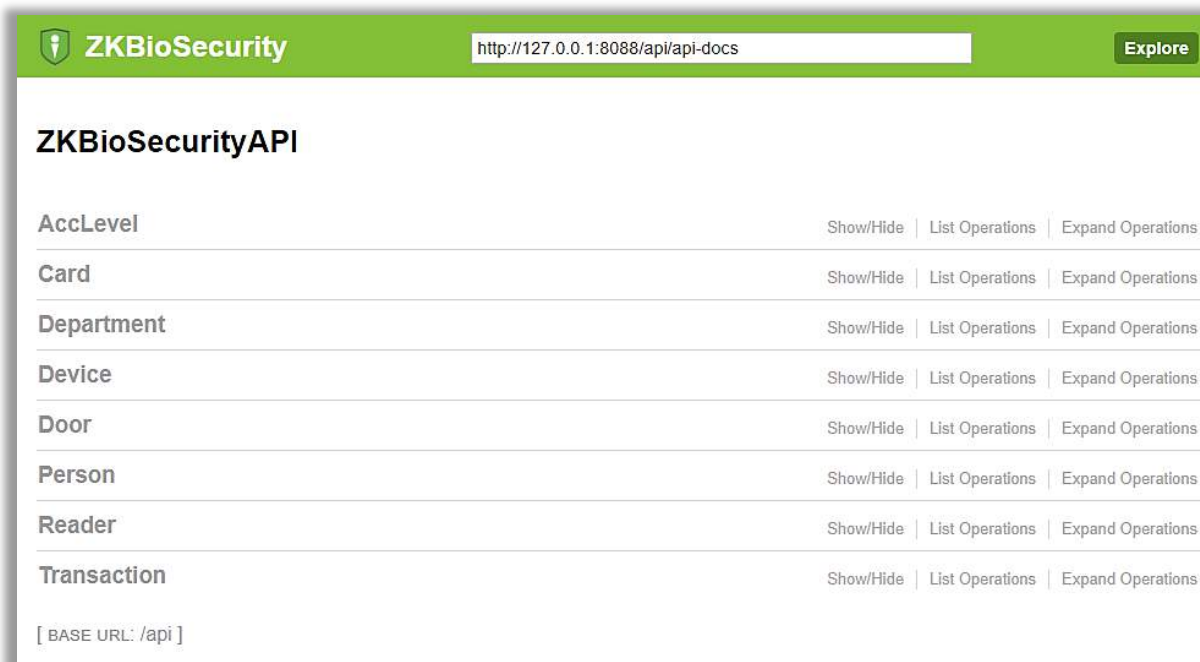 ZKBioSecurity http://127.0.0.1:8088/api/api-docs Explore
ZKBioSecurityAPI
AccLevel Show/Hide List Operations Expand Operations
Card Show/Hide List Operations Expand Operations
Department Show/Hide List Operations Expand Operations
Device Show/Hide List Operations Expand Operations
Door Show/Hide List Operations Expand Operations
Person Show/Hide List Operations Expand Operations
Reader Show/Hide List Operations Expand Operations
Transaction Show/Hide List Operations Expand Operations
[ BASE URL: /api ]